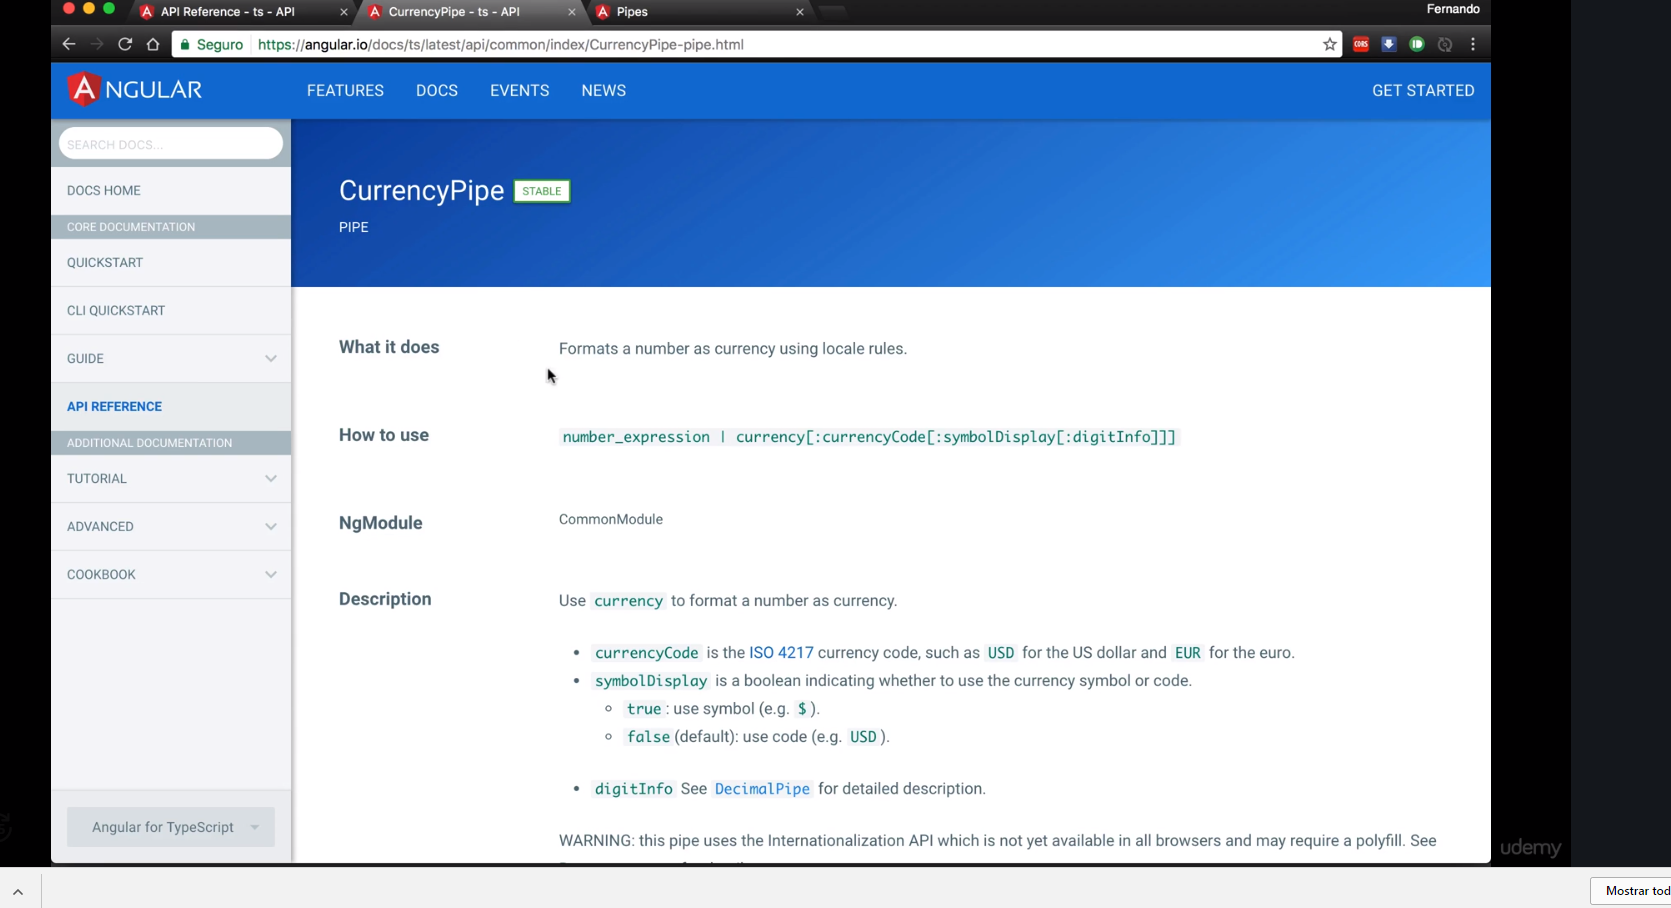 API Reference - ts - API
CurrencyPipe - ts - API
Pipes
Fernando
Seguro
https://angular.io/docs/ts/latest/api/common/index/CurrencyPipe-pipe.html
CORS
ANGULAR
FEATURES
DOCS
EVENTS
NEWS
GET STARTED
SEARCH DOCS...
DOCS HOME
CORE DOCUMENTATION
QUICKSTART
CLI QUICKSTART
GUIDE
API REFERENCE
ADDITIONAL DOCUMENTATION
TUTORIAL
ADVANCED
COOKBOOK
Angular for TypeScript
CurrencyPipe STABLE
PIPE
What it does
Formats a number as currency using locale rules.
How to use
number_expression | currency[:currencyCode[:symbolDisplay[:digitInfo]]]
NgModule
CommonModule
Description
Use currency to format a number as currency.
• currencyCode is the ISO 4217 currency code, such as USD for the US dollar and EUR for the euro.
• symbolDisplay is a boolean indicating whether to use the currency symbol or code.
true : use symbol (e.g. $ ).
false (default): use code (e.g. USD ).
• digitInfo See DecimalPipe for detailed description.
WARNING: this pipe uses the Internationalization API which is not yet available in all browsers and may require a polyfill. See
udemy
Mostrar tod